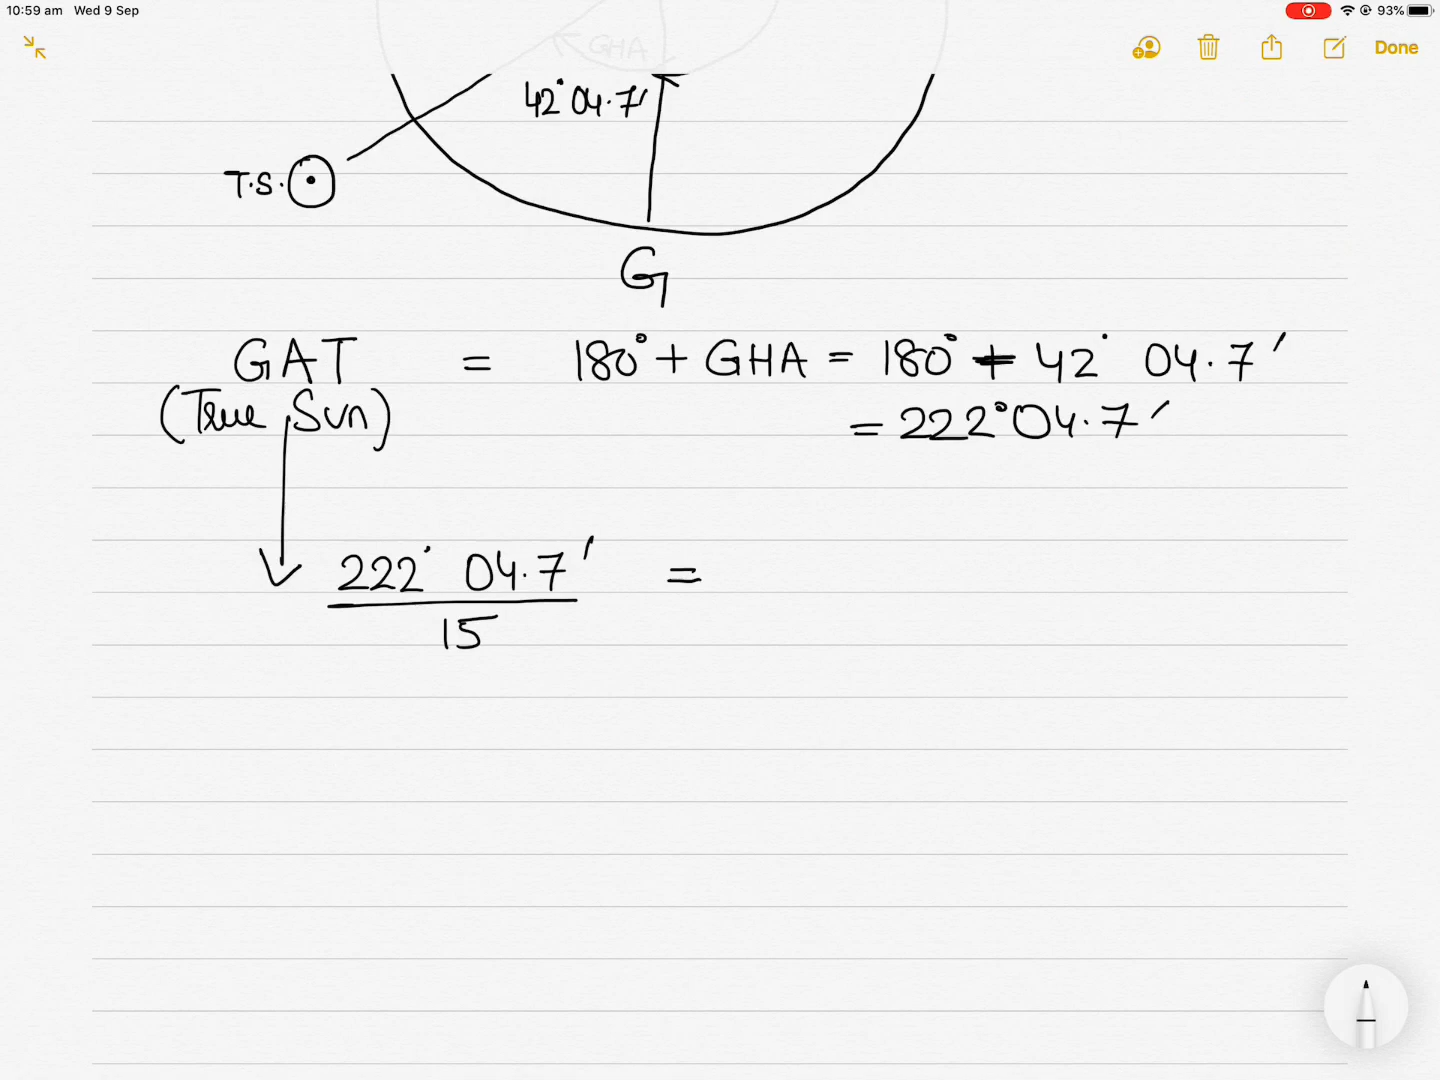 10:59 am Wed 9 Sep
93%
Done
GHA
42° 04.7'
T.S.
G
GAT = 180° + GHA = 180° + 42° 04.7'
(True Sun)
= 222° 04.7'
222° 04.7' =
15